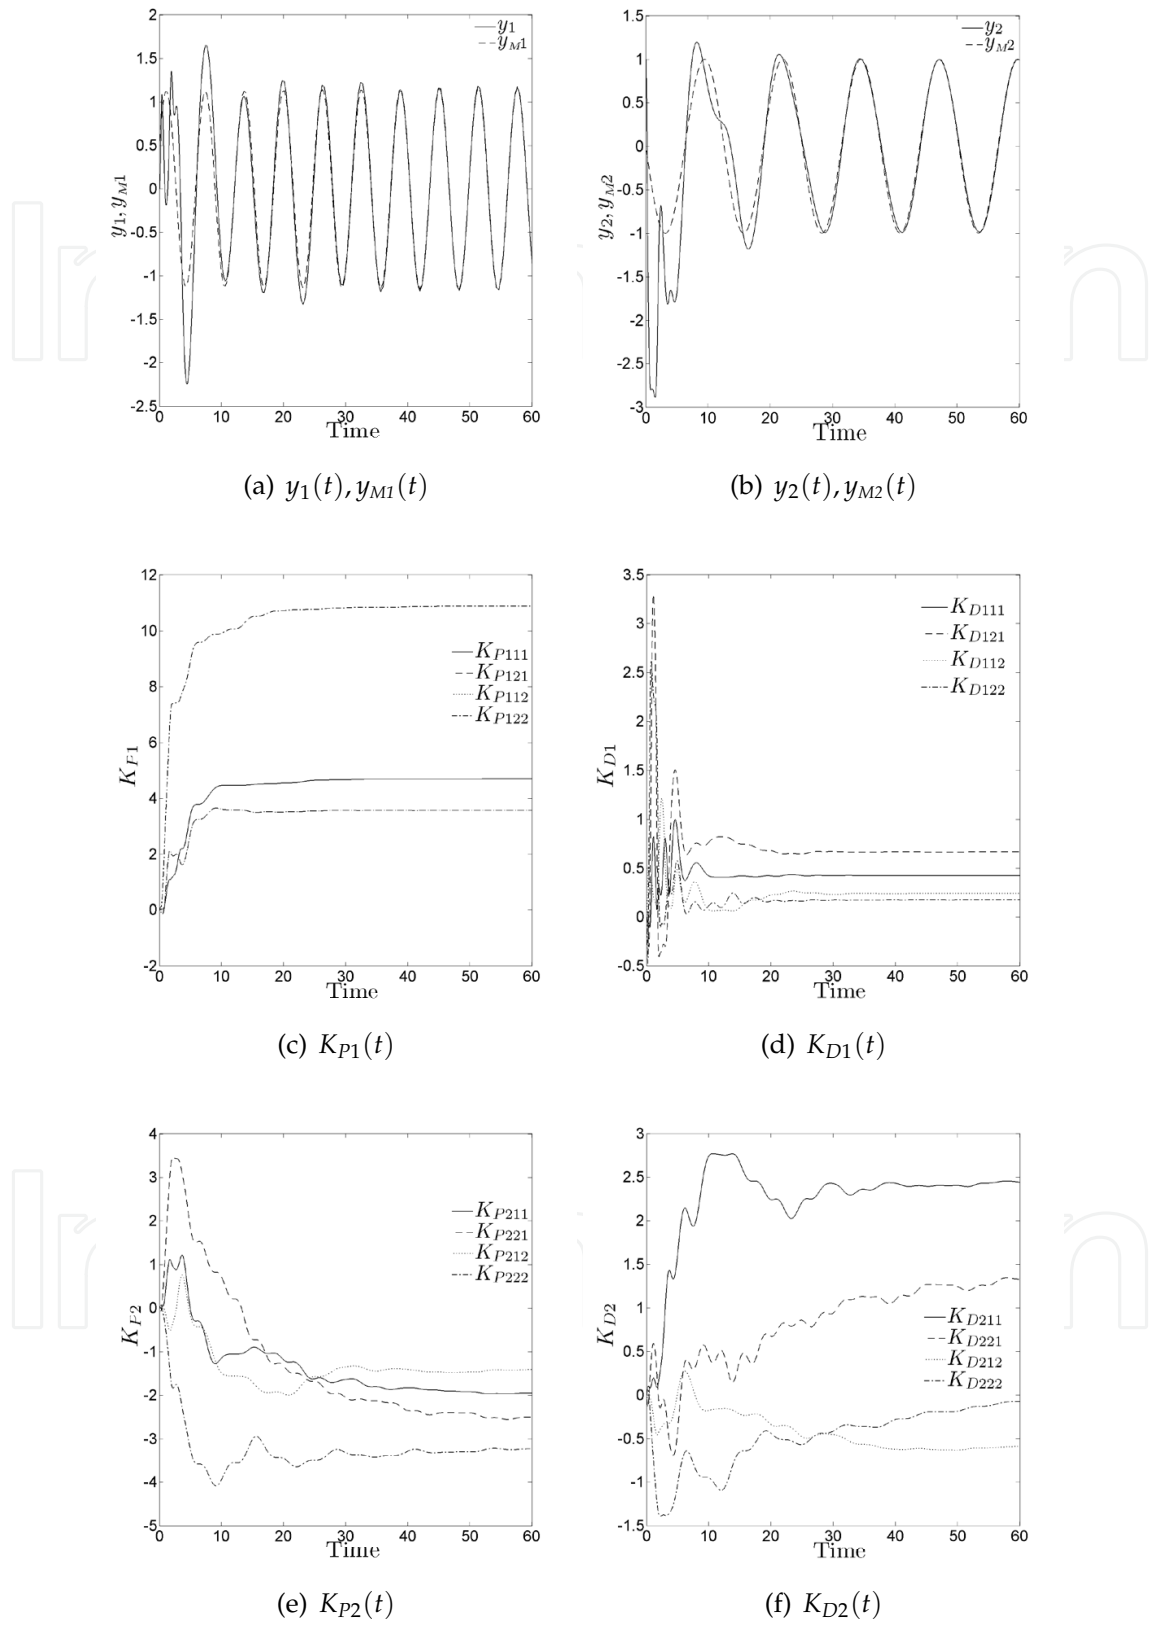 2
1.5
1
0.5
0
-0.5
-1
-1.5
-2
-2.5
y1, yM1
y1
yM1
0 10 20 30 40 50 60
Time
(a) y1(t), yM1(t)
1.5
1
0.5
0
-0.5
-1
-1.5
-2
-2.5
-3
y2, yM2
y2
yM2
0 10 20 30 40 50 60
Time
(b) y2(t), yM2(t)
12
10
8
6
4
2
0
-2
KP1
KP111
KP121
KP112
KP122
0 10 20 30 40 50 60
Time
(c) KP1(t)
3.5
3
2.5
2
1.5
1
0.5
0
-0.5
KD1
KD111
KD121
KD112
KD122
0 10 20 30 40 50 60
Time
(d) KD1(t)
4
3
2
1
0
-1
-2
-3
-4
-5
KP2
KP211
KP221
KP212
KP222
0 10 20 30 40 50 60
Time
(e) KP2(t)
3
2.5
2
1.5
1
0.5
0
-0.5
-1
-1.5
KD2
KD211
KD221
KD212
KD222
0 10 20 30 40 50 60
Time
(f) KD2(t)